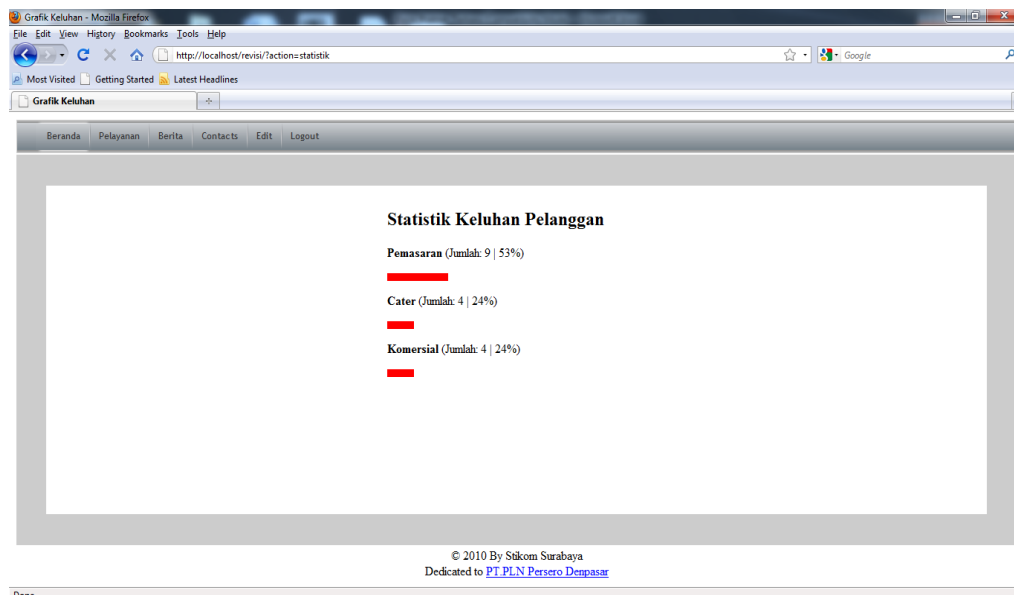 Grafik Keluhan - Mozilla Firefox
File Edit View History Bookmarks Tools Help
http://localhost/revisi/?action=statistik
Google
Most Visited Getting Started Latest Headlines
Grafik Keluhan
Beranda Pelayanan Berita Contacts Edit Logout
Statistik Keluhan Pelanggan
Pemasaran (Jumlah: 9 | 53%)
Cater (Jumlah: 4 | 24%)
Komersial (Jumlah: 4 | 24%)
© 2010 By Stikom Surabaya
Dedicated to PT.PLN Persero Denpasar
Done